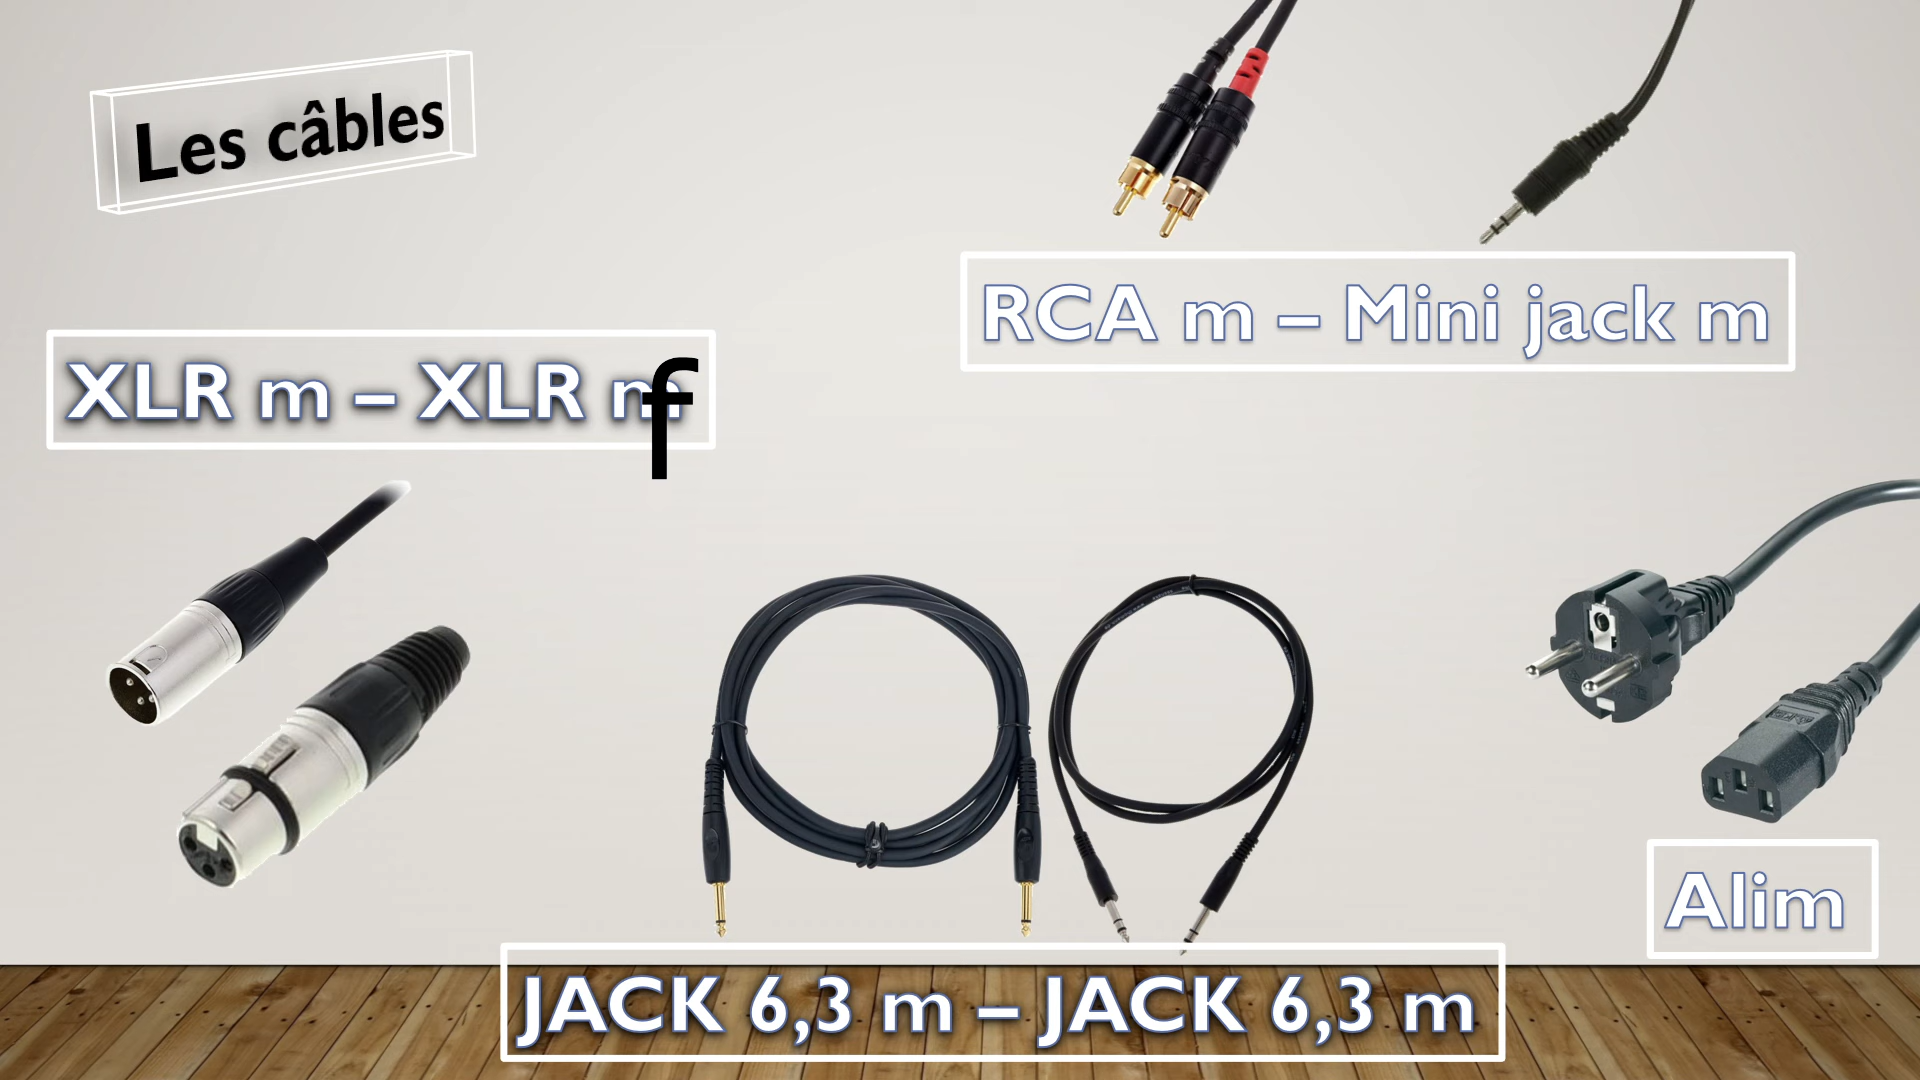 Les câbles
RCA m – Mini jack m
XLR m – XLR m
f
JACK 6,3 m – JACK 6,3 m
Alim